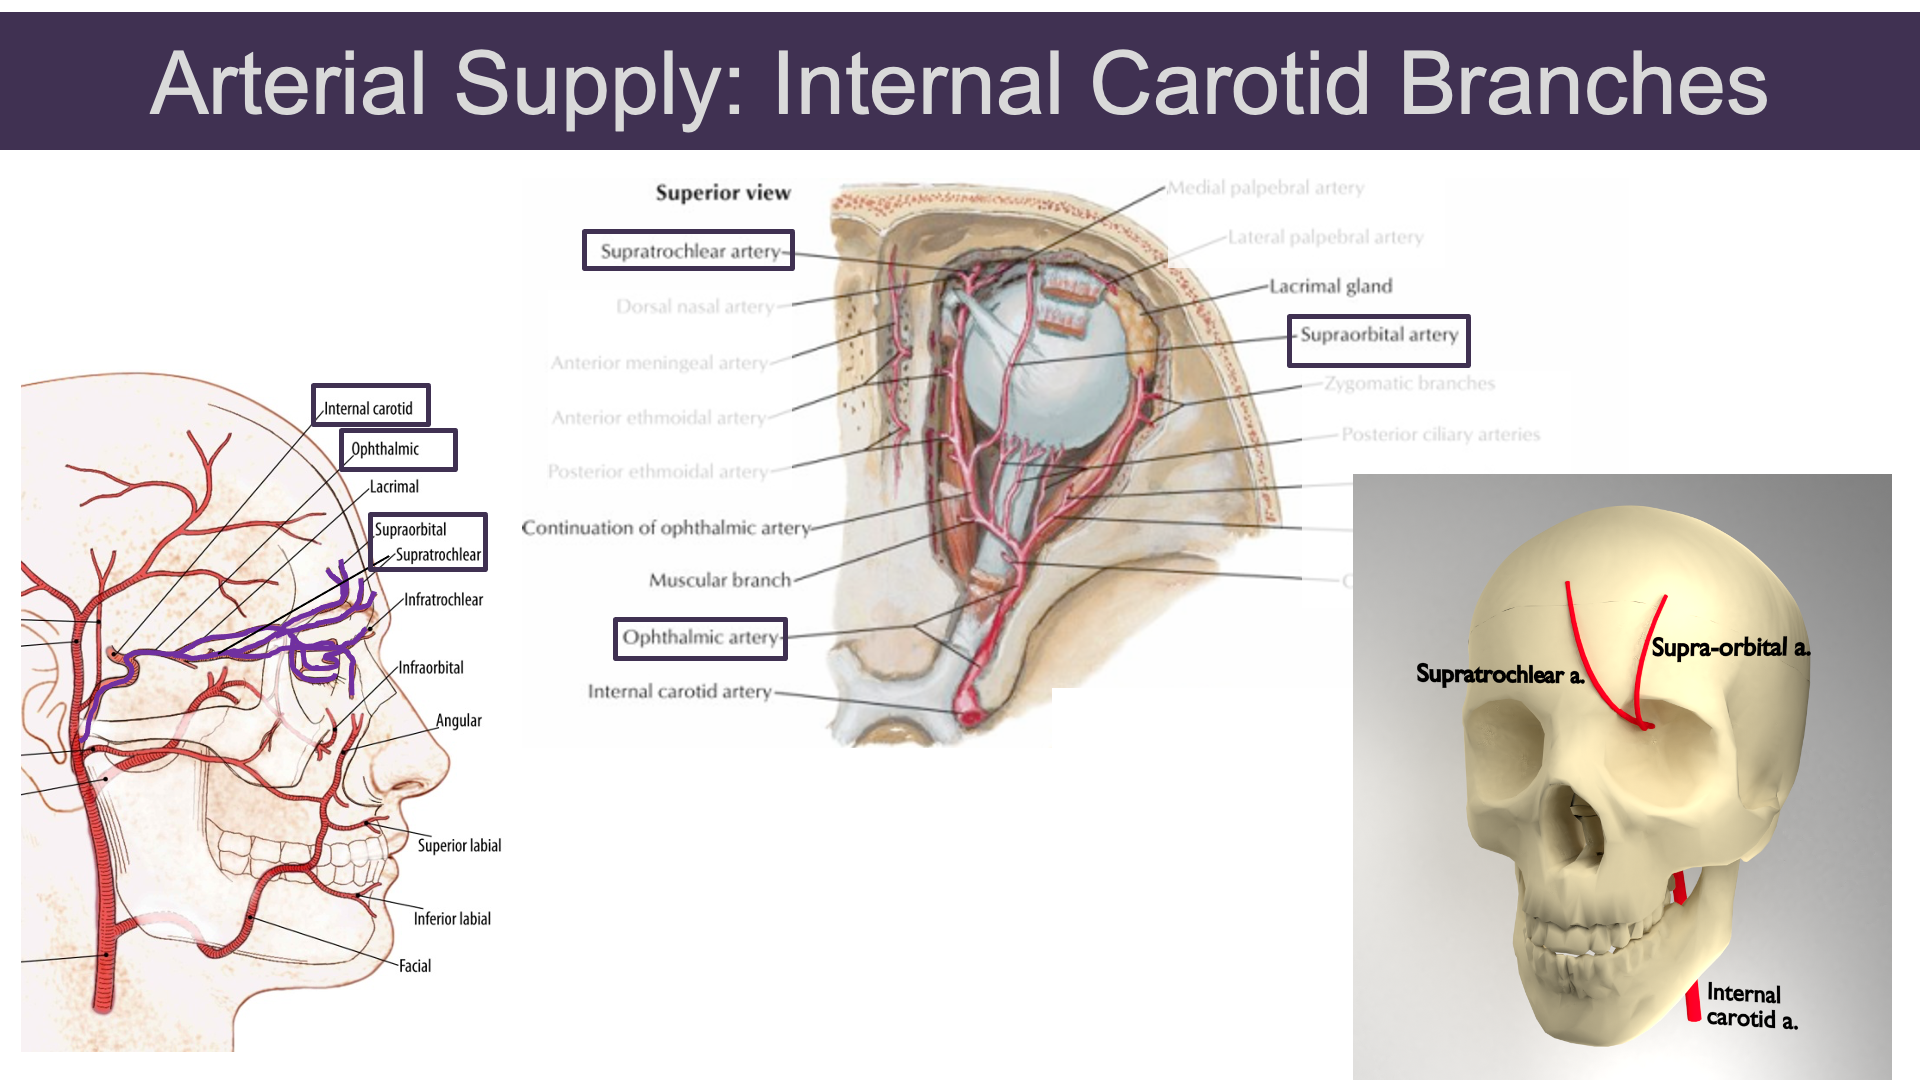 Arterial Supply: Internal Carotid Branches
Superior view
Supratrochlear artery
Dorsal nasal artery
Anterior meningeal artery
Anterior ethmoidal artery
Posterior ethmoidal artery
Continuation of ophthalmic artery
Muscular branch
Ophthalmic artery
Internal carotid artery
Medial palpebral artery
Lateral palpebral artery
Lacrimal gland
Supraorbital artery
Zygomatic branches
Posterior ciliary arteries
Internal carotid
Ophthalmic
Lacrimal
Supraorbital
Supratrochlear
Infratrochlear
Infraorbital
Angular
Superior labial
Inferior labial
Facial
Supra-orbital a.
Supratrochlear a.
Internal
carotid a.